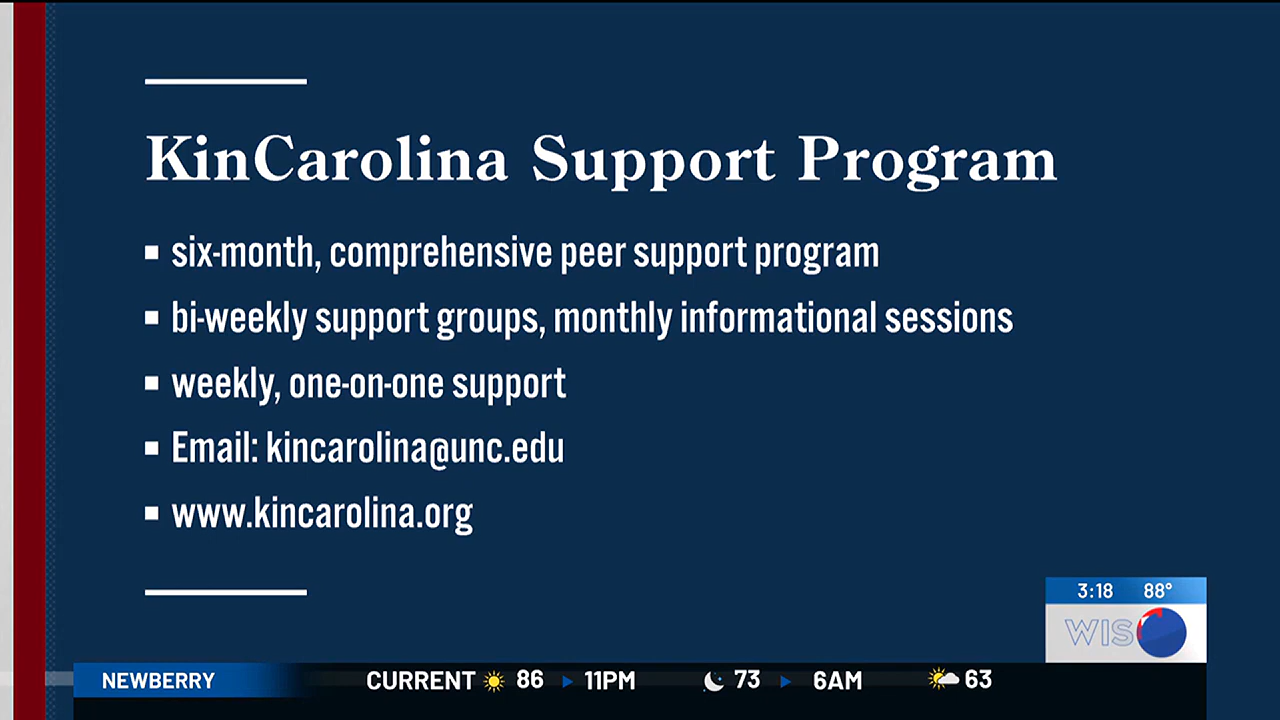 KinCarolina Support Program
▪ six-month, comprehensive peer support program
▪ bi-weekly support groups, monthly informational sessions
▪ weekly, one-on-one support
▪ Email: kincarolina@unc.edu
▪ www.kincarolina.org
3:18 88°
WIS
NEWBERRY CURRENT 86 11PM 73 6AM 63